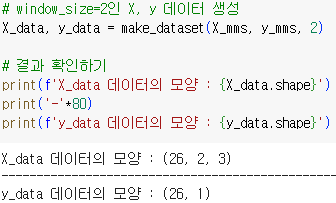 # window_size=2인 X, y 데이터 생성
X_data, y_data = make_dataset(X_mms, y_mms, 2)
# 결과 확인하기
print(f'X_data 데이터의 모양 : {X_data.shape}')
print('-'*80)
print(f'y_data 데이터의 모양 : {y_data.shape}')
X_data 데이터의 모양 : (26, 2, 3)
--------------------------------------------------------------------------------
y_data 데이터의 모양 : (26, 1)